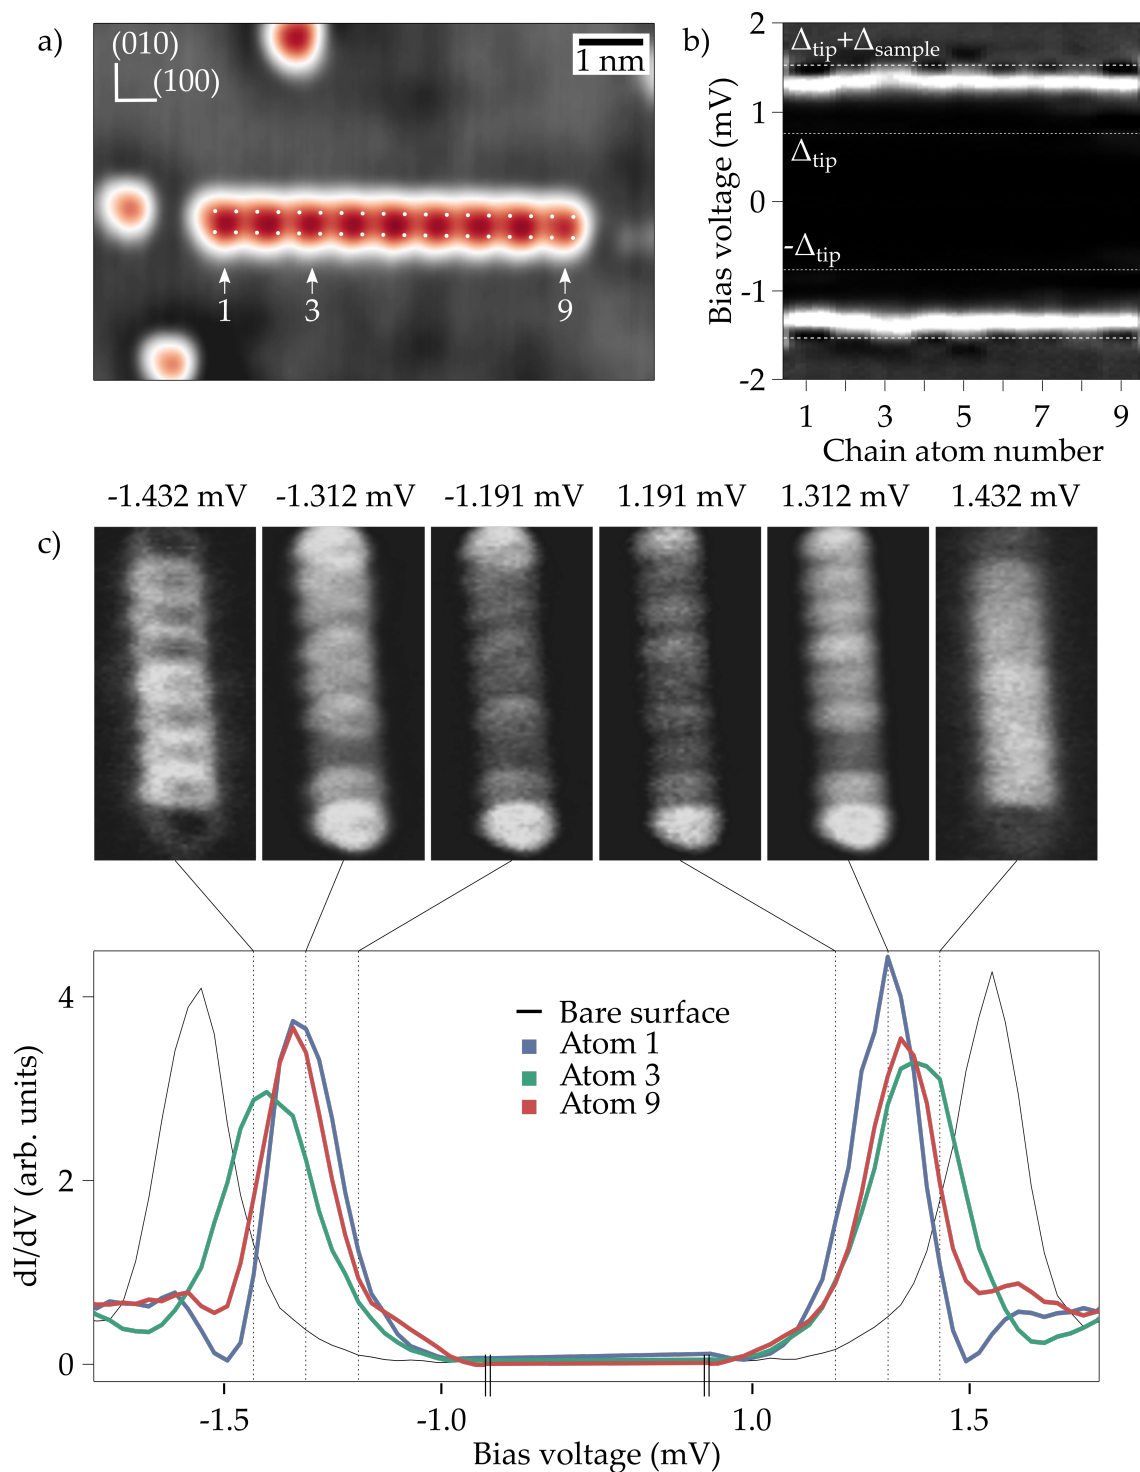 a)
(010)
(100)
1 nm
1
3
9
b)
Bias voltage (mV)
2
1
0
-1
-2
Δtip+Δsample
Δtip
-Δtip
1
3
5
7
9
Chain atom number
c)
-1.432 mV
-1.312 mV
-1.191 mV
1.191 mV
1.312 mV
1.432 mV
dI/dV (arb. units)
4
2
0
Bare surface
Atom 1
Atom 3
Atom 9
-1.5
-1.0
1.0
1.5
Bias voltage (mV)